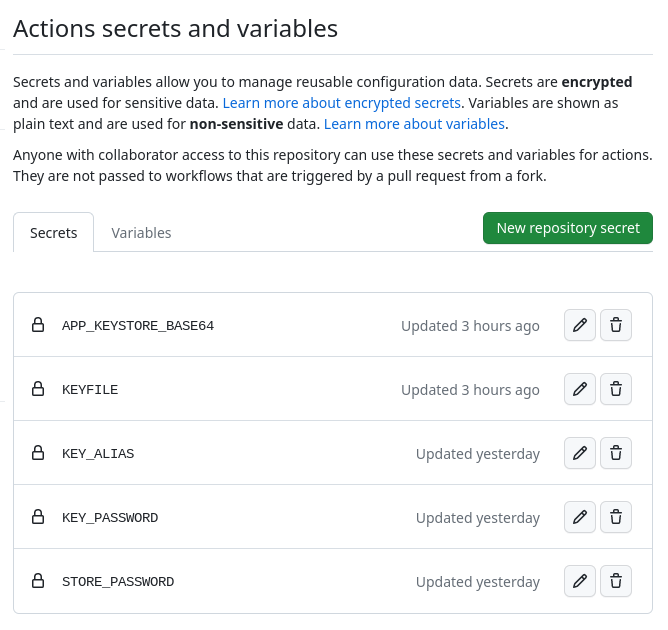 Actions secrets and variables
Secrets and variables allow you to manage reusable configuration data. Secrets are encrypted
and are used for sensitive data. Learn more about encrypted secrets. Variables are shown as
plain text and are used for non-sensitive data. Learn more about variables.
Anyone with collaborator access to this repository can use these secrets and variables for actions.
They are not passed to workflows that are triggered by a pull request from a fork.
Secrets Variables New repository secret
APP_KEYSTORE_BASE64 Updated 3 hours ago
KEYFILE Updated 3 hours ago
KEY_ALIAS Updated yesterday
KEY_PASSWORD Updated yesterday
STORE_PASSWORD Updated yesterday